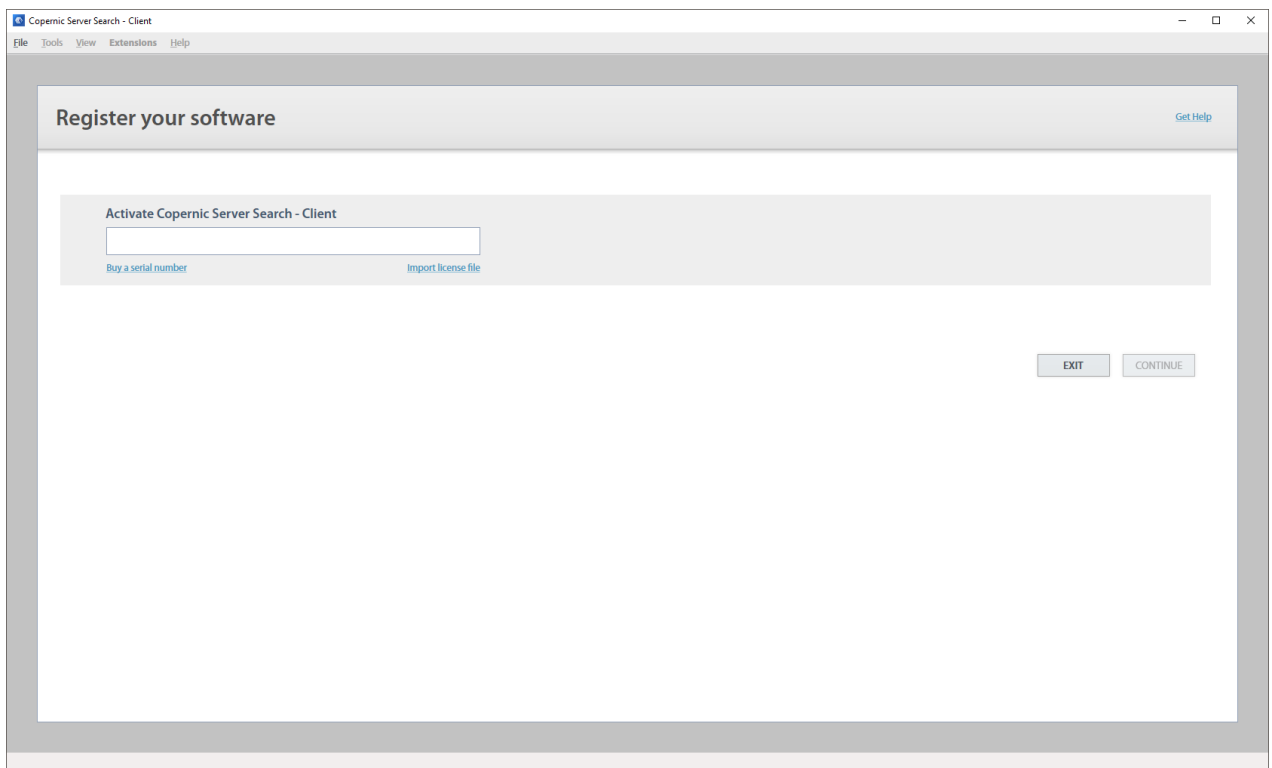 Copernic Server Search - Client
File Tools View Extensions Help
Register your software
Get Help
Activate Copernic Server Search - Client
Buy a serial number Import license file
EXIT CONTINUE